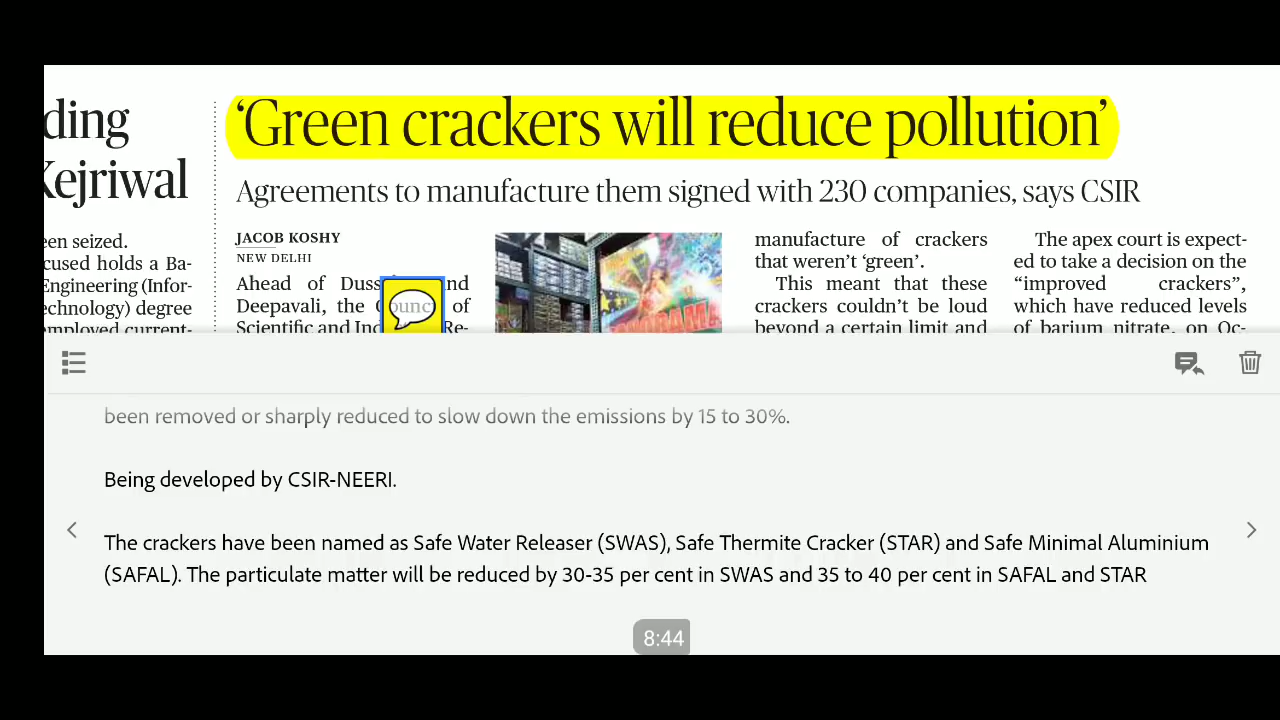 ding
Kejriwal
een seized.
cused holds a Ba-
Engineering (Infor-
echnology) degree
employed current-
‘Green crackers will reduce pollution’
Agreements to manufacture them signed with 230 companies, says CSIR
JACOB KOSHY
NEW DELHI
Ahead of Duss nd
Deepavali, the Counc of
Scientific and Ind Re-
manufacture of crackers
that weren’t ‘green’.
This meant that these
crackers couldn’t be loud
beyond a certain limit and
The apex court is expect-
ed to take a decision on the
“improved crackers”,
which have reduced levels
of barium nitrate, on Oc-
been removed or sharply reduced to slow down the emissions by 15 to 30%.
Being developed by CSIR-NEERI.
The crackers have been named as Safe Water Releaser (SWAS), Safe Thermite Cracker (STAR) and Safe Minimal Aluminium
(SAFAL). The particulate matter will be reduced by 30-35 per cent in SWAS and 35 to 40 per cent in SAFAL and STAR
8:44